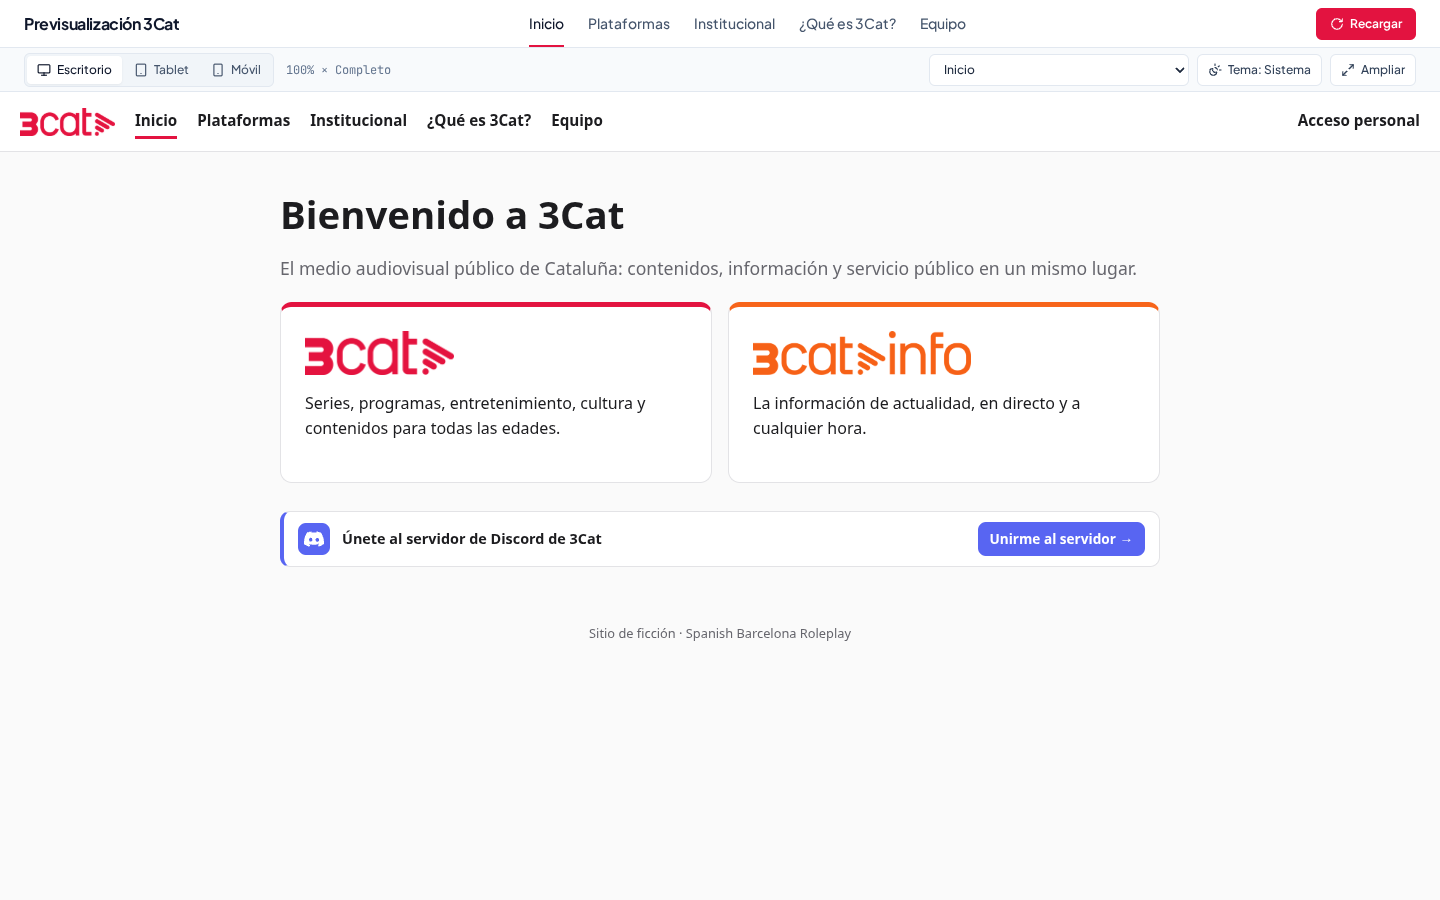 Previsualización 3Cat
Inicio
Plataformas
Institucional
¿Qué es 3Cat?
Equipo
Recargar
Escritorio
Tablet
Móvil
100% × Completo
Inicio
Tema: Sistema
Ampliar
3cat
Inicio
Plataformas
Institucional
¿Qué es 3Cat?
Equipo
Acceso personal
Bienvenido a 3Cat
El medio audiovisual público de Cataluña: contenidos, información y servicio público en un mismo lugar.
3cat
Series, programas, entretenimiento, cultura y
contenidos para todas las edades.
3cat info
La información de actualidad, en directo y a
cualquier hora.
Únete al servidor de Discord de 3Cat
Unirme al servidor →
Sitio de ficción · Spanish Barcelona Roleplay